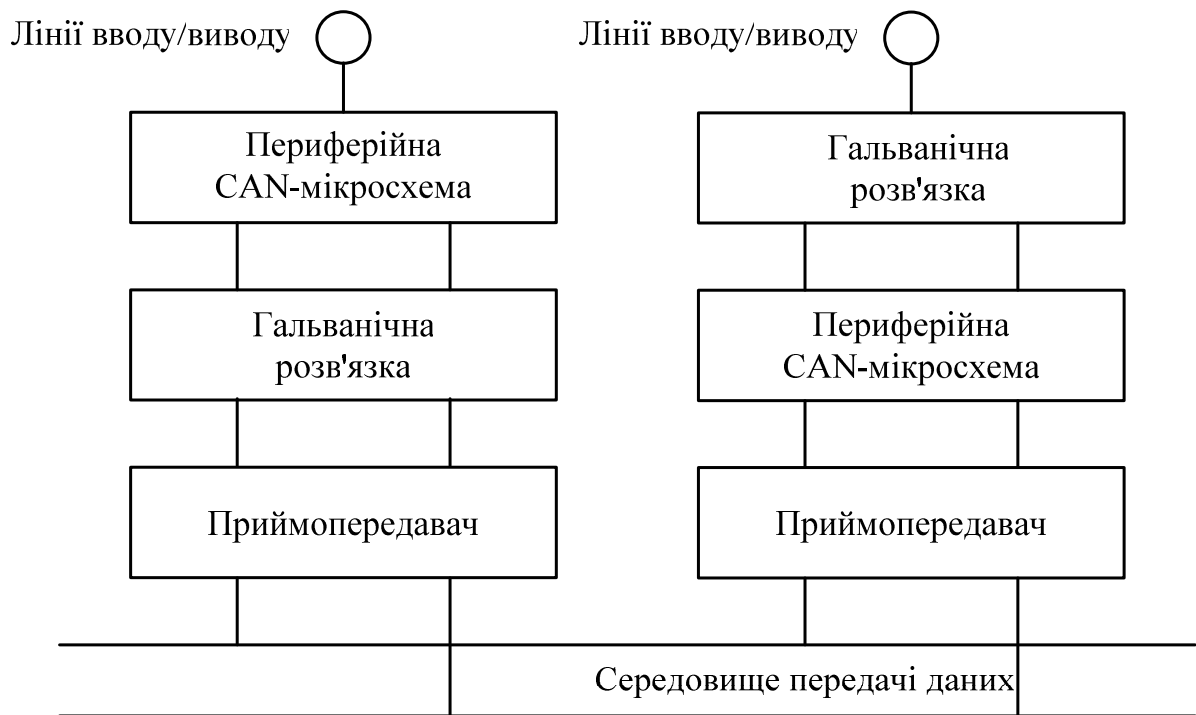 Лінії вводу/виводу
Лінії вводу/виводу
Периферійна
CAN-мікросхема
Гальванічна
розв'язка
Гальванічна
розв'язка
Периферійна
CAN-мікросхема
Приймопередавач
Приймопередавач
Середовище передачі даних